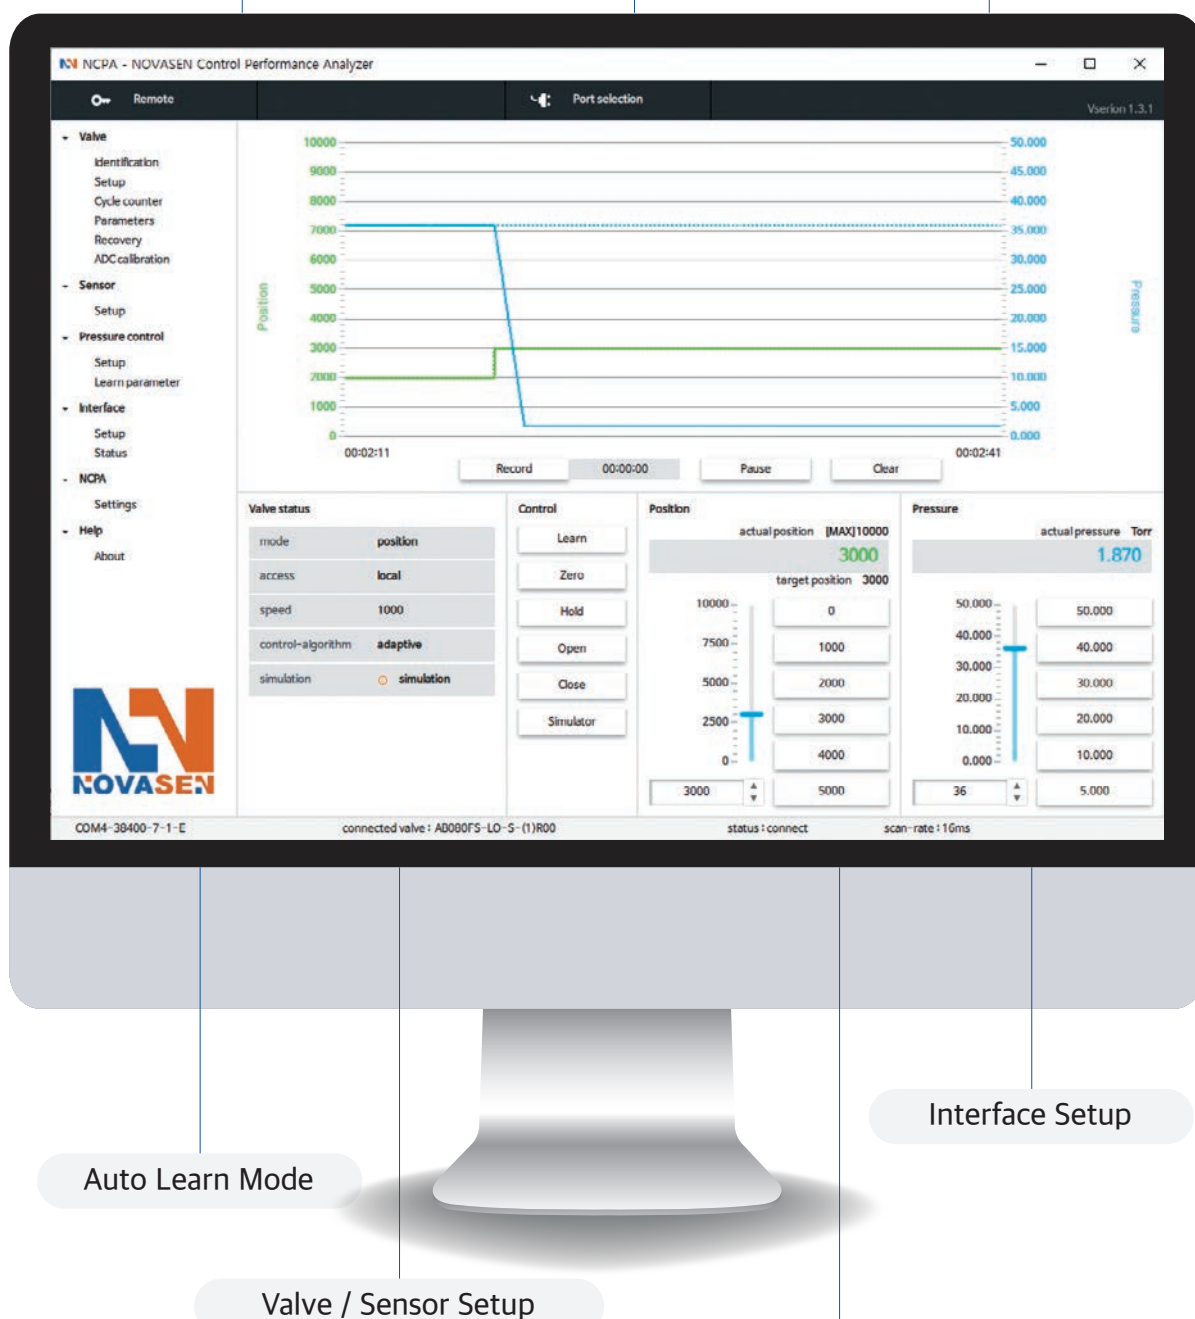 NCPA - NOVASEN Control Performance Analyzer
Remote
Port selection
Vserion 1.3.1
Valve
Identification
Setup
Cycle counter
Parameters
Recovery
ADC calibration
Sensor
Setup
Pressure control
Setup
Learn parameter
Interface
Setup
Status
NCPA
Settings
Help
About
NOVASEN
Position
10000
9000
8000
7000
6000
5000
4000
3000
2000
1000
0
50.000
45.000
40.000
35.000
30.000
25.000
20.000
15.000
10.000
5.000
0.000
Pressure
00:02:11
00:02:41
Record 00:00:00 Pause Clear
Valve status
mode position
access local
speed 1000
control-algorithm adaptive
simulation simulation
Control
Learn
Zero
Hold
Open
Close
Simulator
Position
actual position [MAX]10000
3000
target position 3000
10000
7500
5000
2500
0
3000
0
1000
2000
3000
4000
5000
Pressure
actual pressure Torr
1.870
50.000
40.000
30.000
20.000
10.000
0.000
36
50.000
40.000
30.000
20.000
10.000
5.000
COM4-38400-7-1-E
connected valve : AB080FS-LO-S-(1)R00
status : connect
scan-rate : 16ms
Interface Setup
Auto Learn Mode
Valve / Sensor Setup